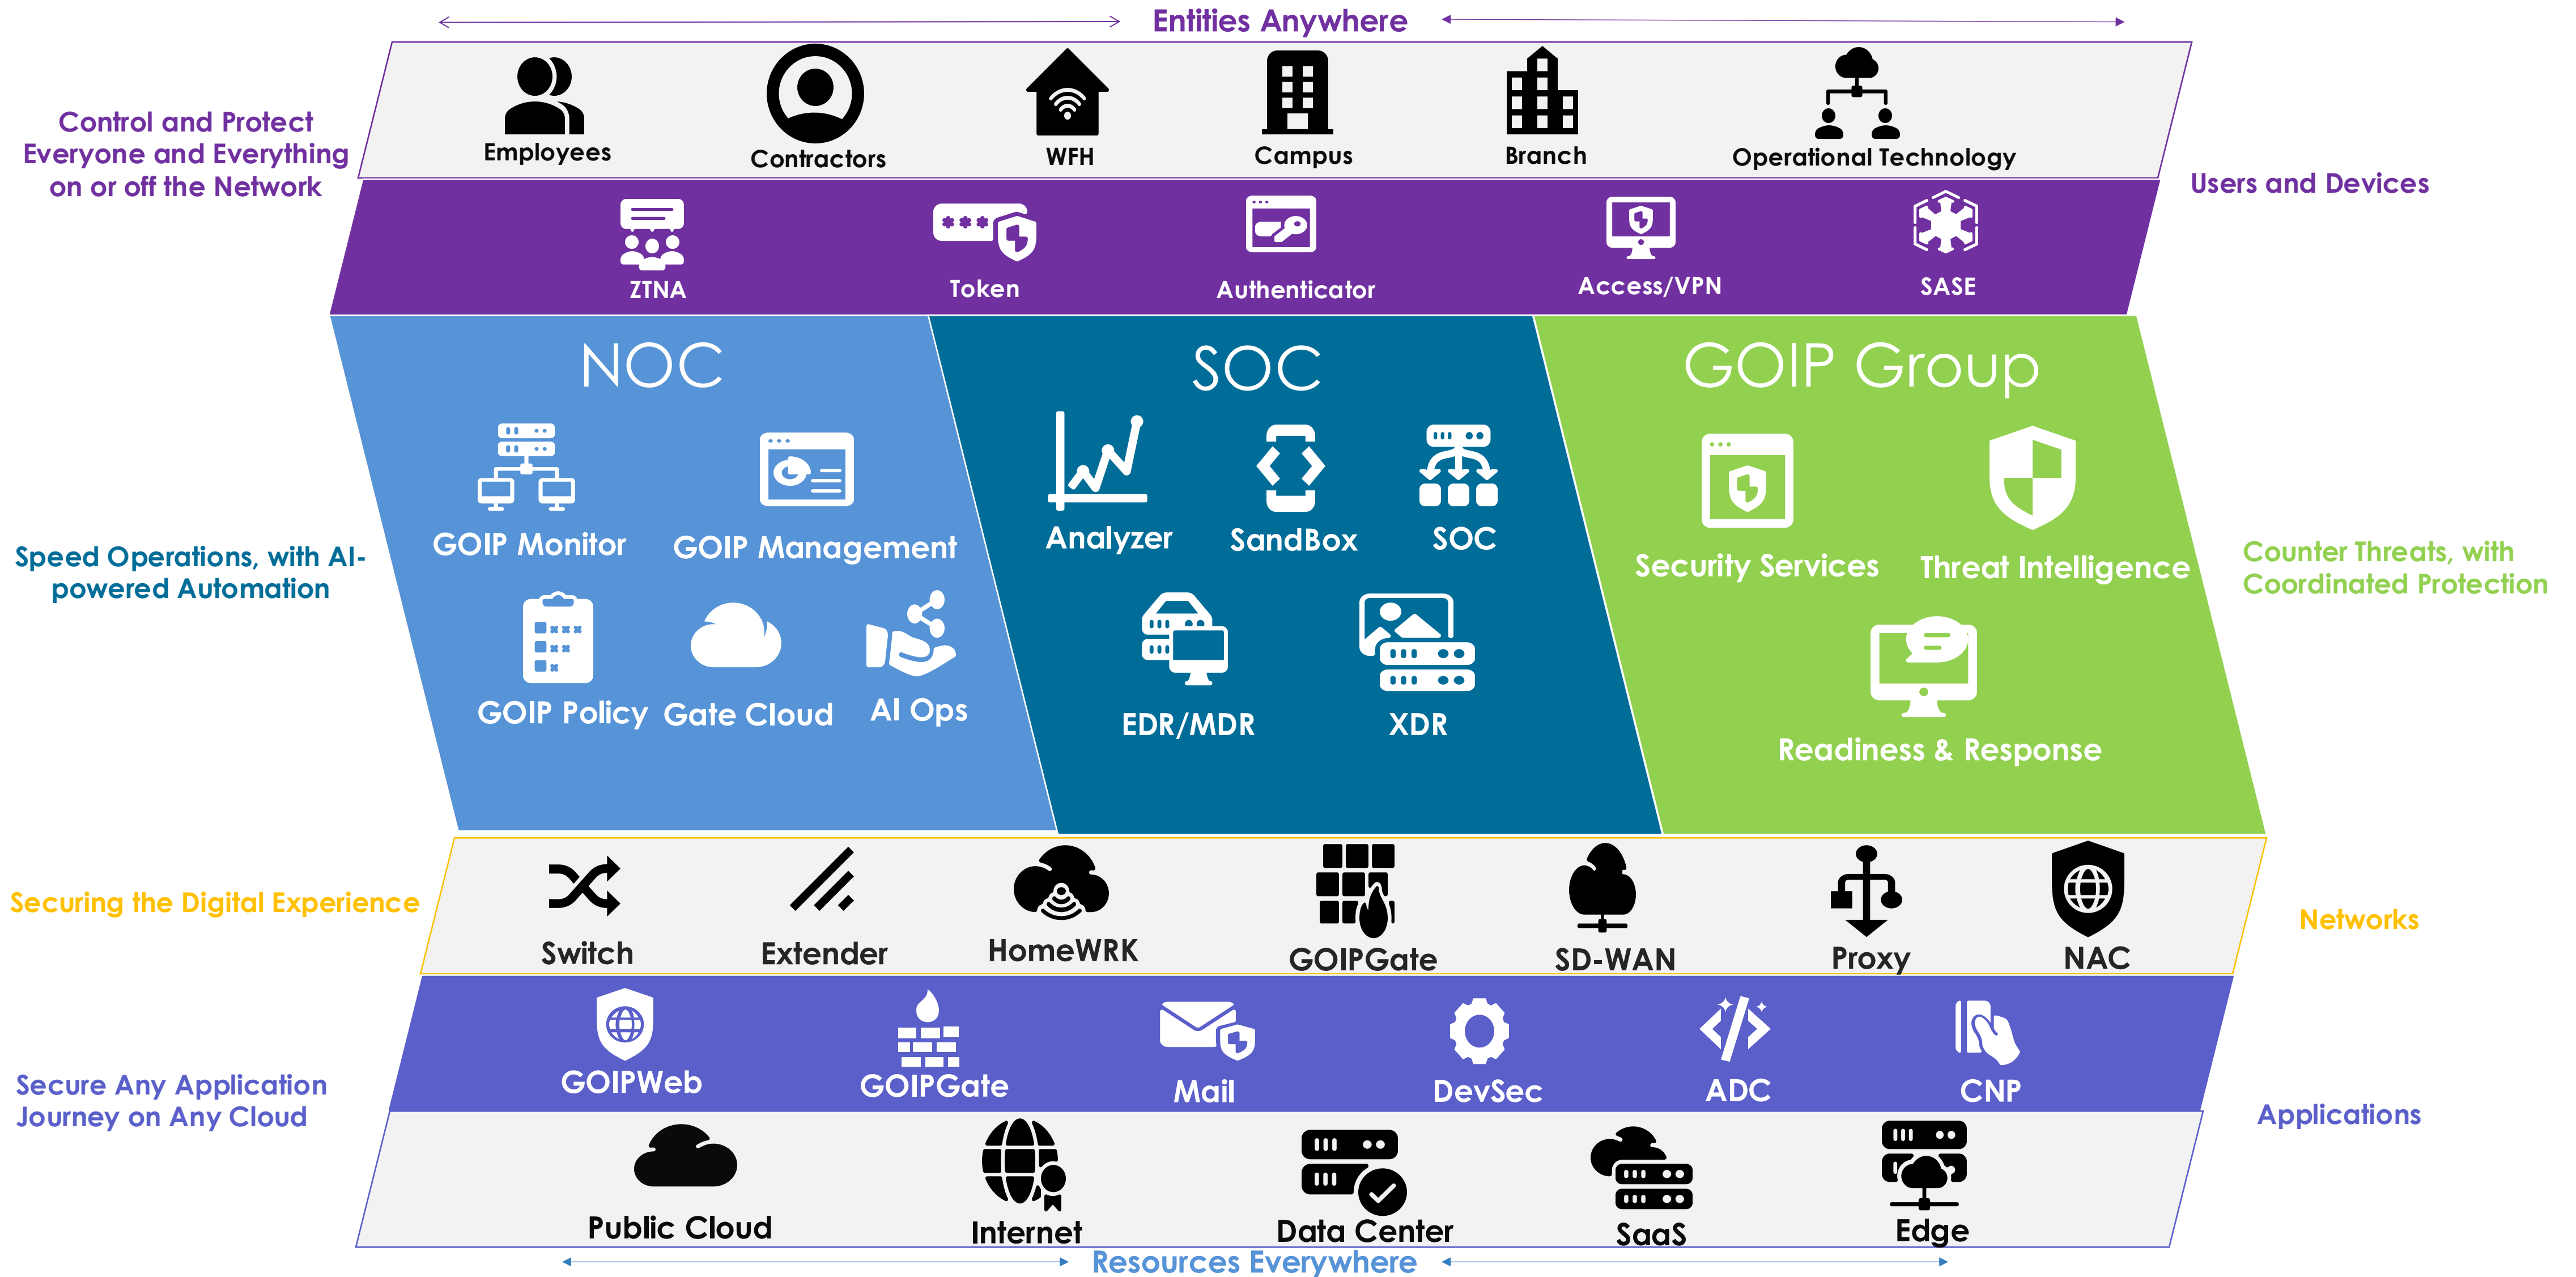 Entities Anywhere
Employees
Contractors
WFH
Campus
Branch
Operational Technology
Control and Protect
Everyone and Everything
on or off the Network
Users and Devices
ZTNA
Token
Authenticator
Access/VPN
SASE
NOC
GOIP Monitor
GOIP Management
GOIP Policy
Gate Cloud
AI Ops
SOC
Analyzer
SandBox
SOC
EDR/MDR
XDR
GOIP Group
Security Services
Threat Intelligence
Readiness & Response
Speed Operations, with AI-
powered Automation
Counter Threats, with
Coordinated Protection
Securing the Digital Experience
Switch
Extender
HomeWRK
GOIPGate
SD-WAN
Proxy
NAC
Networks
GOIPWeb
GOIPGate
Mail
DevSec
ADC
CNP
Secure Any Application
Journey on Any Cloud
Applications
Public Cloud
Internet
Data Center
SaaS
Edge
Resources Everywhere